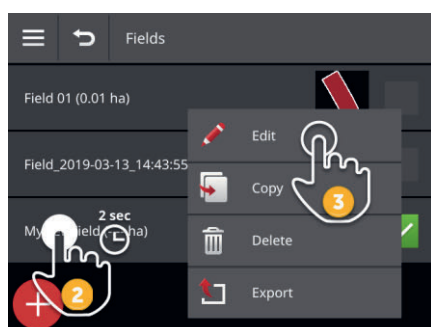 Fields
Field 01 (0.01 ha)
Edit
Field_2019-03-13_14:43:55
Copy
3
2 sec
ha)
Delete
2
Export